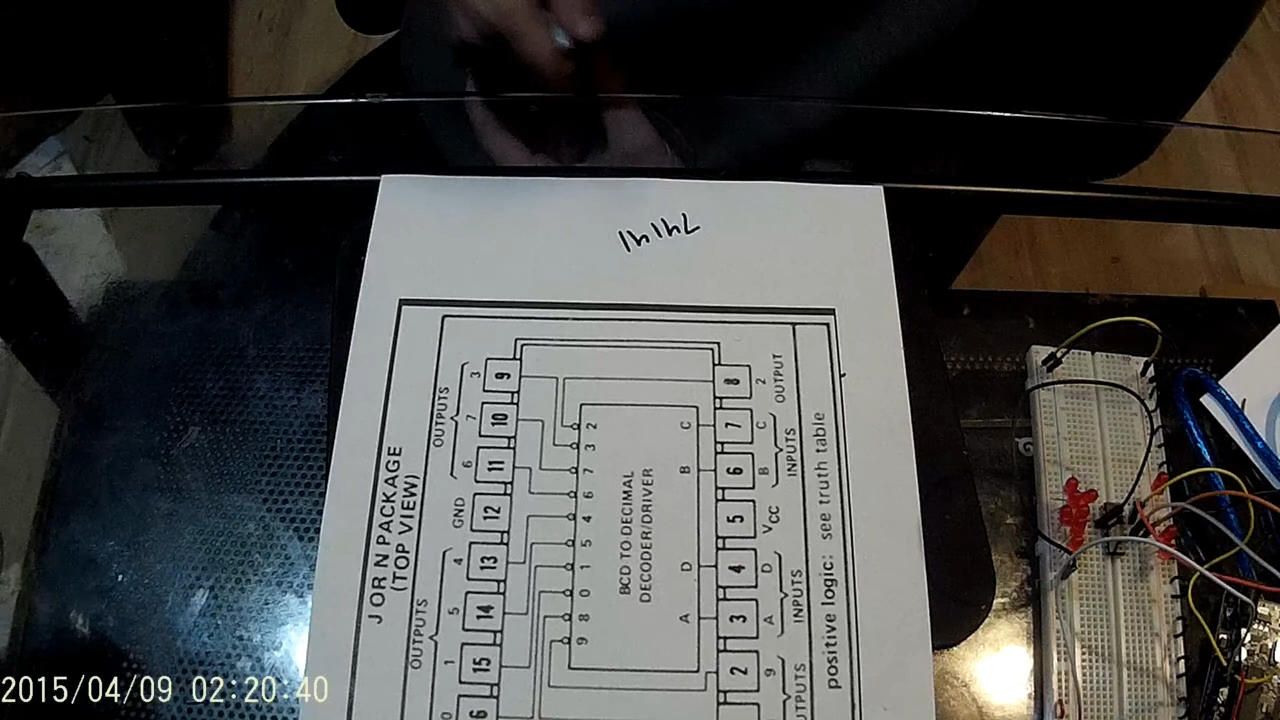 74141
J OR N PACKAGE
(TOP VIEW)
OUTPUTS
OUTPUTS
1 5 4 GND 6 7 3
6 15 14 13 12 11 10 9
9 8 0 1 5 4 6 7 3 2
BCD TO DECIMAL
DECODER/DRIVER
A D B C
2 3 4 5 6 7 8
9 A D VCC B C 2
UTPUTS INPUTS INPUTS OUTPUT
positive logic: see truth table
2015/04/09 02:20:40